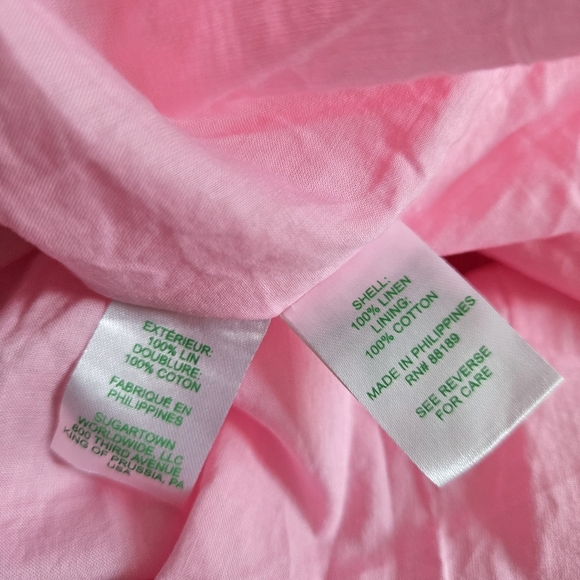 EXTÉRIEUR:
100% LIN
DOUBLURE:
100% COTON
FABRIQUÉ EN
PHILIPPINES
SUGARTOWN
WORLDWIDE, LLC
800 THIRD AVENUE
KING OF PRUSSIA, PA
USA
SHELL:
100% LINEN
LINING:
100% COTTON
MADE IN PHILIPPINES
RN# 88189
SEE REVERSE
FOR CARE